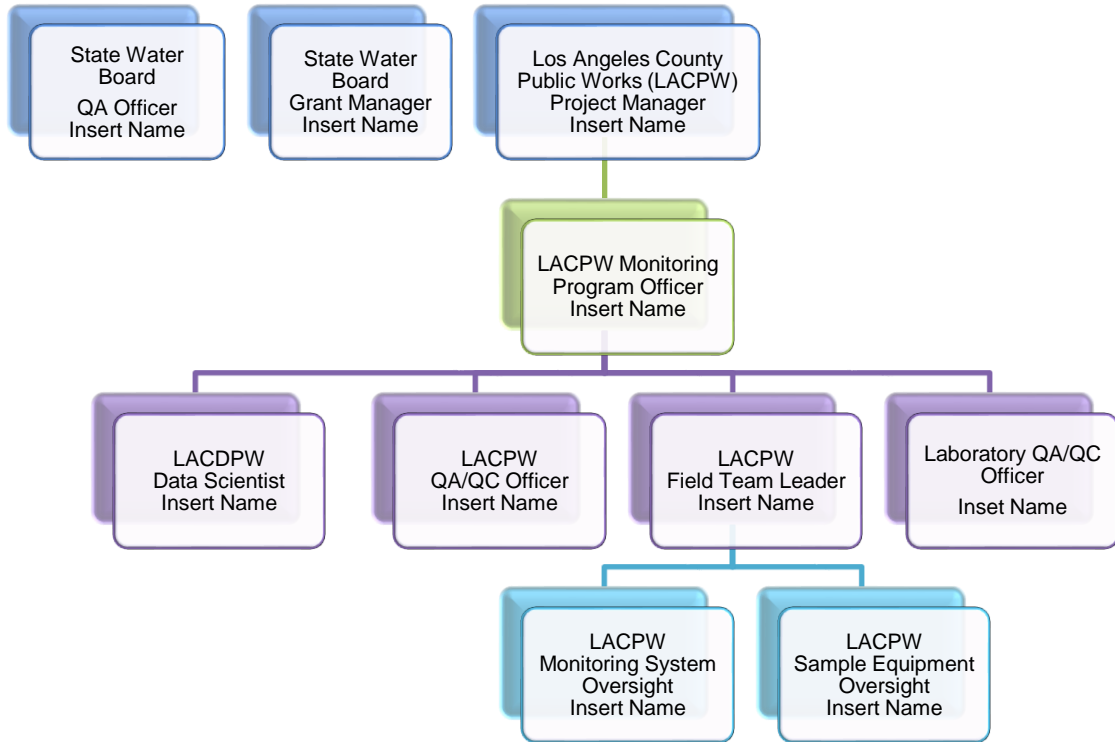 State Water
Board
QA Officer
Insert Name
State Water
Board
Grant Manager
Insert Name
Los Angeles County
Public Works (LACPW)
Project Manager
Insert Name
LACPW Monitoring
Program Officer
Insert Name
LACDPW
Data Scientist
Insert Name
LACPW
QA/QC Officer
Insert Name
LACPW
Field Team Leader
Insert Name
Laboratory QA/QC
Officer
Inset Name
LACPW
Monitoring System
Oversight
Insert Name
LACPW
Sample Equipment
Oversight
Insert Name